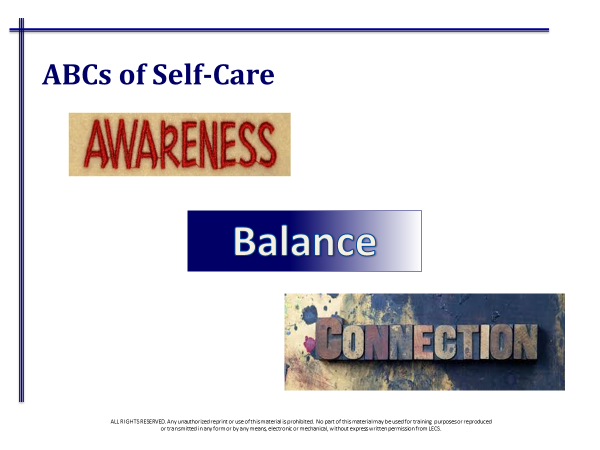 ABCs of Self-Care
AWARENESS
Balance
CONNECTION
ALL RIGHTS RESERVED. Any unauthorized reprint or use of this material is prohibited. No part of this material may be used for training purposes or reproduced
or transmitted in any form or by any means, electronic or mechanical, without express written permission from LECS.